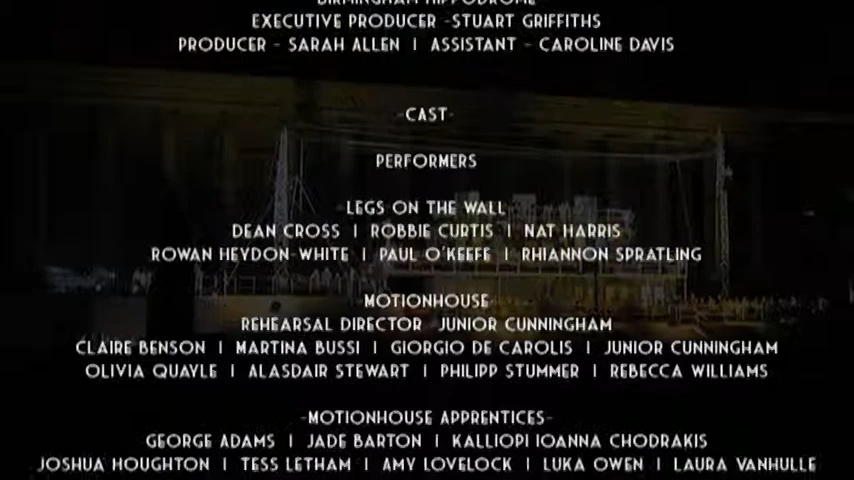 BIRMINGHAM HIPPODROME
EXECUTIVE PRODUCER -STUART GRIFFITHS
PRODUCER - SARAH ALLEN | ASSISTANT - CAROLINE DAVIS
-CAST-
PERFORMERS
LEGS ON THE WALL
DEAN CROSS | ROBBIE CURTIS | NAT HARRIS
ROWAN HEYDON-WHITE | PAUL O'KEEFE | RHIANNON SPRATLING
-MOTIONHOUSE-
REHEARSAL DIRECTOR JUNIOR CUNNINGHAM
CLAIRE BENSON | MARTINA BUSSI | GIORGIO DE CAROLIS | JUNIOR CUNNINGHAM
OLIVIA QUAYLE | ALASDAIR STEWART | PHILIPP STUMMER | REBECCA WILLIAMS
-MOTIONHOUSE APPRENTICES-
GEORGE ADAMS | JADE BARTON | KALLIOPI IOANNA CHODRAKIS
JOSHUA HOUGHTON | TESS LETHAM | AMY LOVELOCK | LUKA OWEN | LAURA VANHULLE